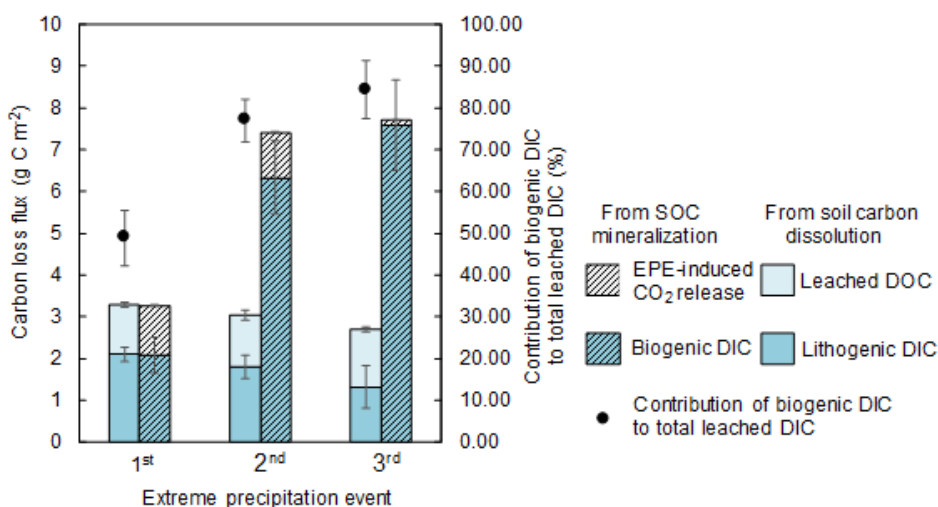 10
9
8
7
6
5
4
3
2
1
0
Carbon loss flux (g C m⁻²)
100.00
90.00
80.00
70.00
60.00
50.00
40.00
30.00
20.00
10.00
0.00
Contribution of biogenic DIC
to total leached DIC (%)
1st
2nd
3rd
Extreme precipitation event
From SOC
mineralization
From soil carbon
dissolution
EPE-induced
CO2 release
Leached DOC
Biogenic DIC
Lithogenic DIC
Contribution of biogenic DIC
to total leached DIC